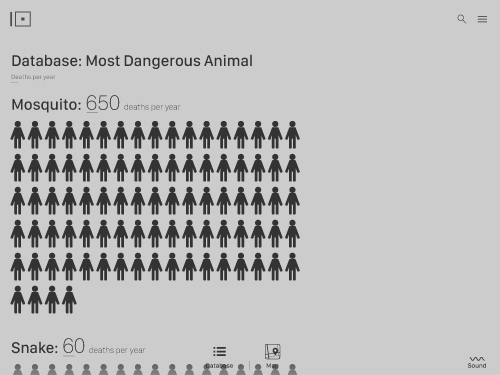 Database: Most Dangerous Animal
Deaths per year
Mosquito: 650 deaths per year
Snake: 60 deaths per year
Database
Map
Sound